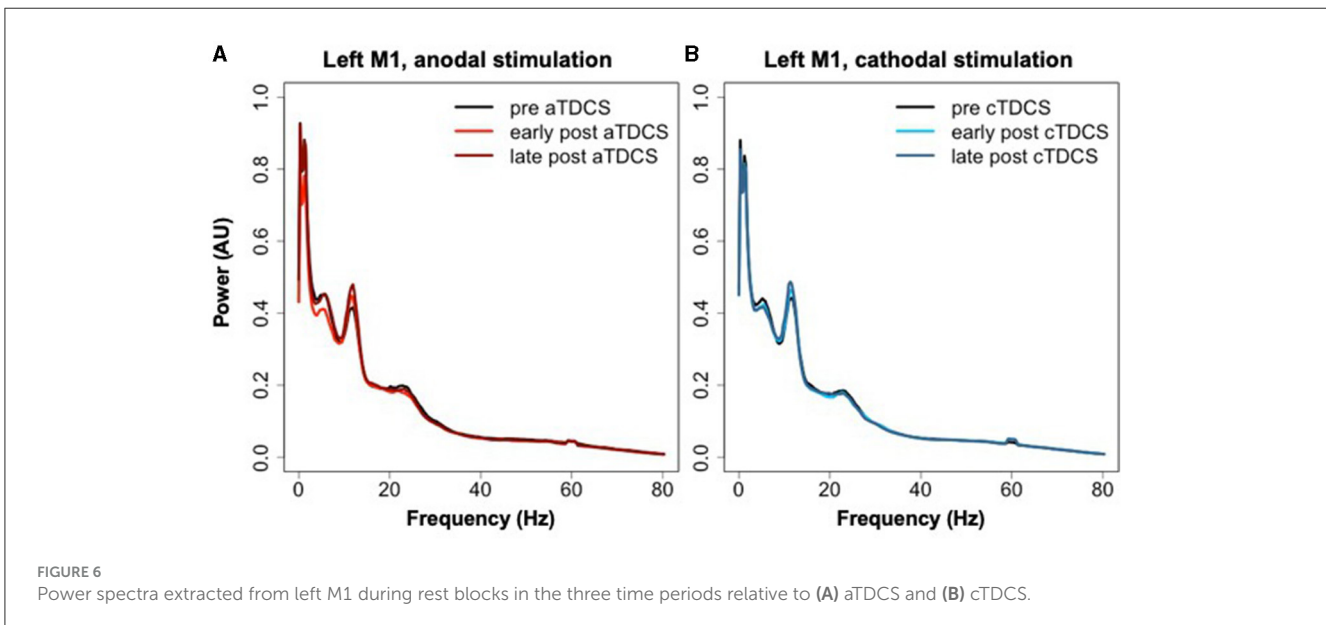 A
Left M1, anodal stimulation
pre aTDCS
early post aTDCS
late post aTDCS
Power (AU)
1.0
0.8
0.6
0.4
0.2
0.0
0 20 40 60 80
Frequency (Hz)
B
Left M1, cathodal stimulation
pre cTDCS
early post cTDCS
late post cTDCS
1.0
0.8
0.6
0.4
0.2
0.0
0 20 40 60 80
Frequency (Hz)
FIGURE 6
Power spectra extracted from left M1 during rest blocks in the three time periods relative to (A) aTDCS and (B) cTDCS.